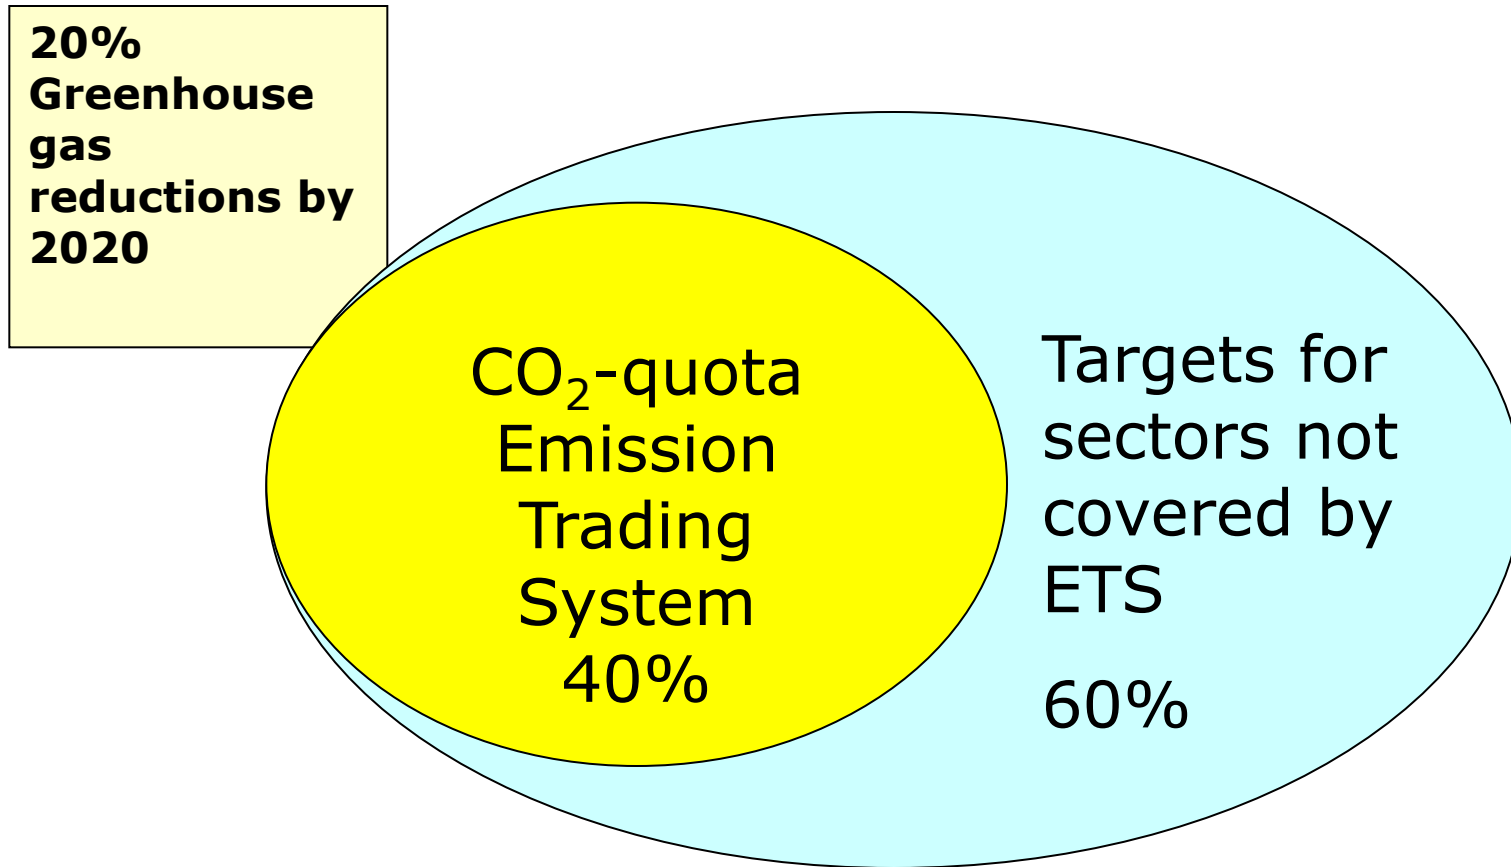 20%
Greenhouse
gas
reductions by
2020
CO₂-quota
Emission
Trading
System
40%
Targets for
sectors not
covered by
ETS
60%